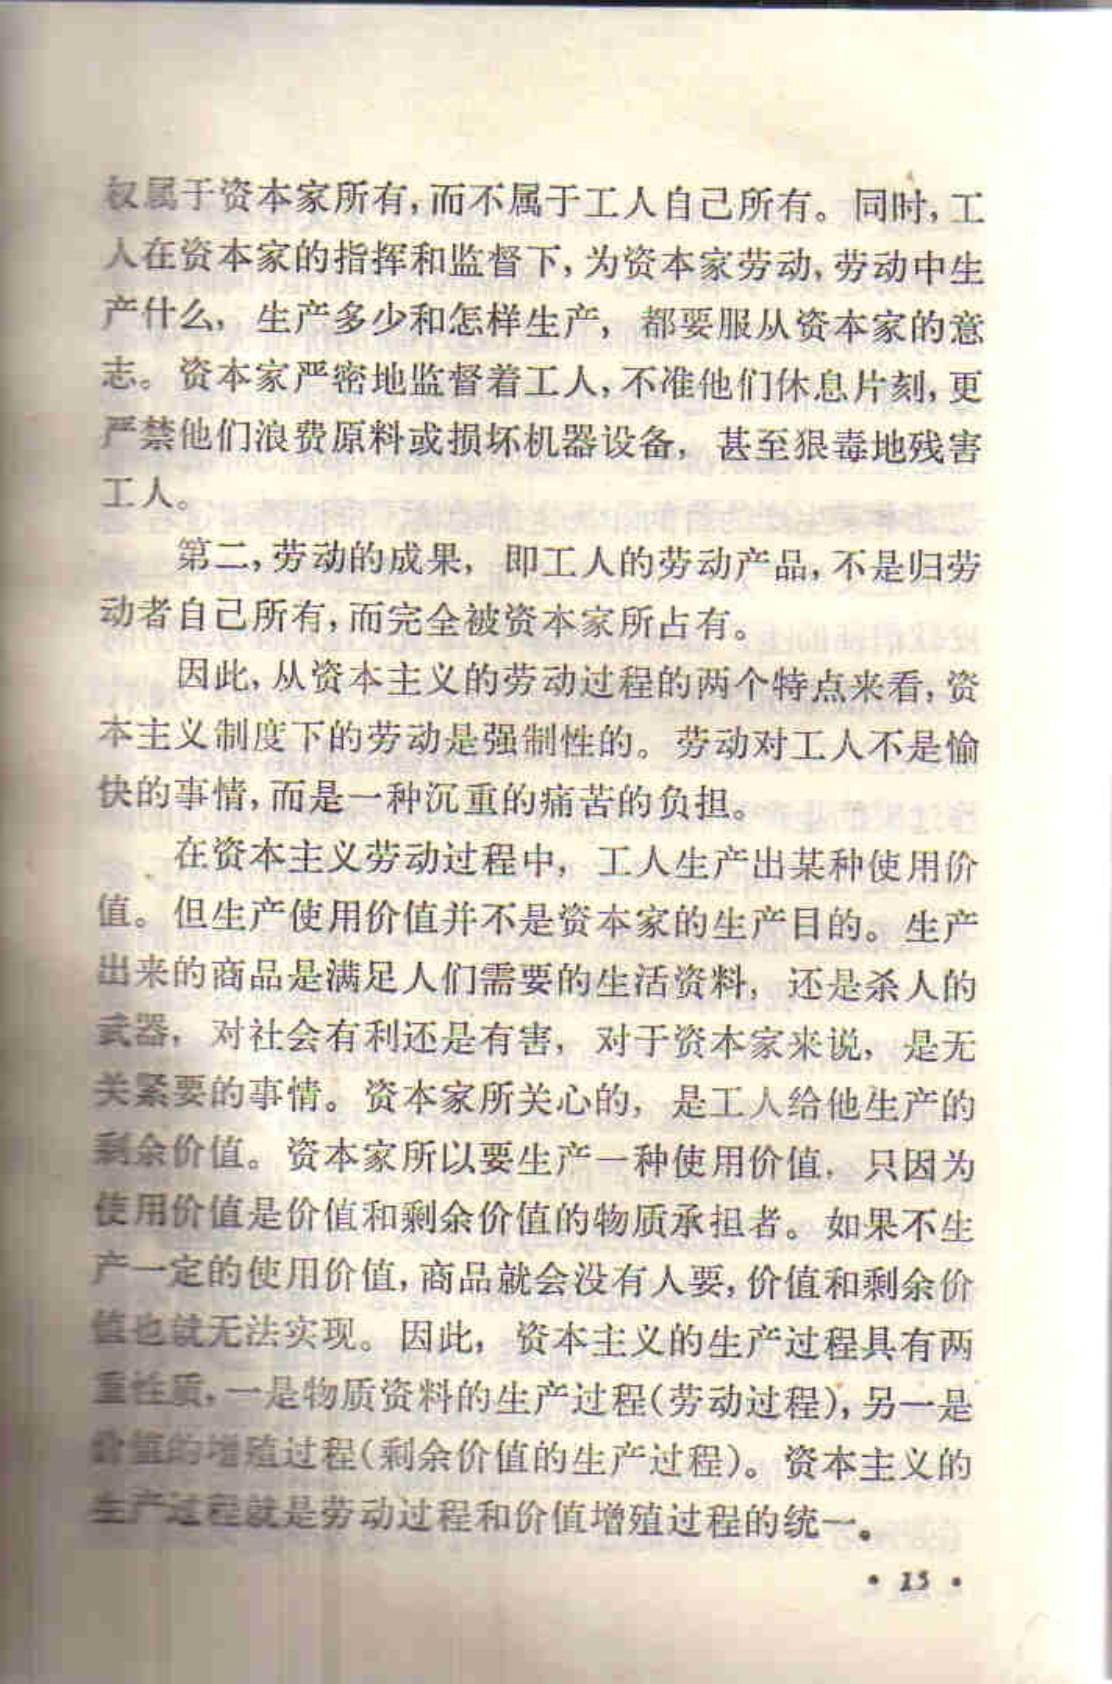 权属于资本家所有，而不属于工人自己所有。同时，工
人在资本家的指挥和监督下，为资本家劳动，劳动中生
产什么，生产多少和怎样生产，都要服从资本家的意
志。资本家严密地监督着工人，不准他们休息片刻，更
严禁他们浪费原料或损坏机器设备，甚至狠毒地残害
工人。
第二，劳动的成果，即工人的劳动产品，不是归劳
动者自己所有，而完全被资本家所占有。
因此，从资本主义的劳动过程的两个特点来看，资
本主义制度下的劳动是强制性的。劳动对工人不是愉
快的事情，而是一种沉重的痛苦的负担。
在资本主义劳动过程中，工人生产出某种使用价
值。但生产使用价值并不是资本家的生产目的。生产
出来的商品是满足人们需要的生活资料，还是杀人的
武器，对社会有利还是有害，对于资本家来说，是无
关紧要的事情。资本家所关心的，是工人给他生产的
剩余价值。资本家所以要生产一种使用价值，只因为
使用价值是价值和剩余价值的物质承担者。如果不生
产一定的使用价值，商品就会没有人要，价值和剩余价
值也就无法实现。因此，资本主义的生产过程具有两
重性质，一是物质资料的生产过程(劳动过程)，另一是
价值的增殖过程(剩余价值的生产过程)。资本主义的
生产过程就是劳动过程和价值增殖过程的统一。
• 15 •